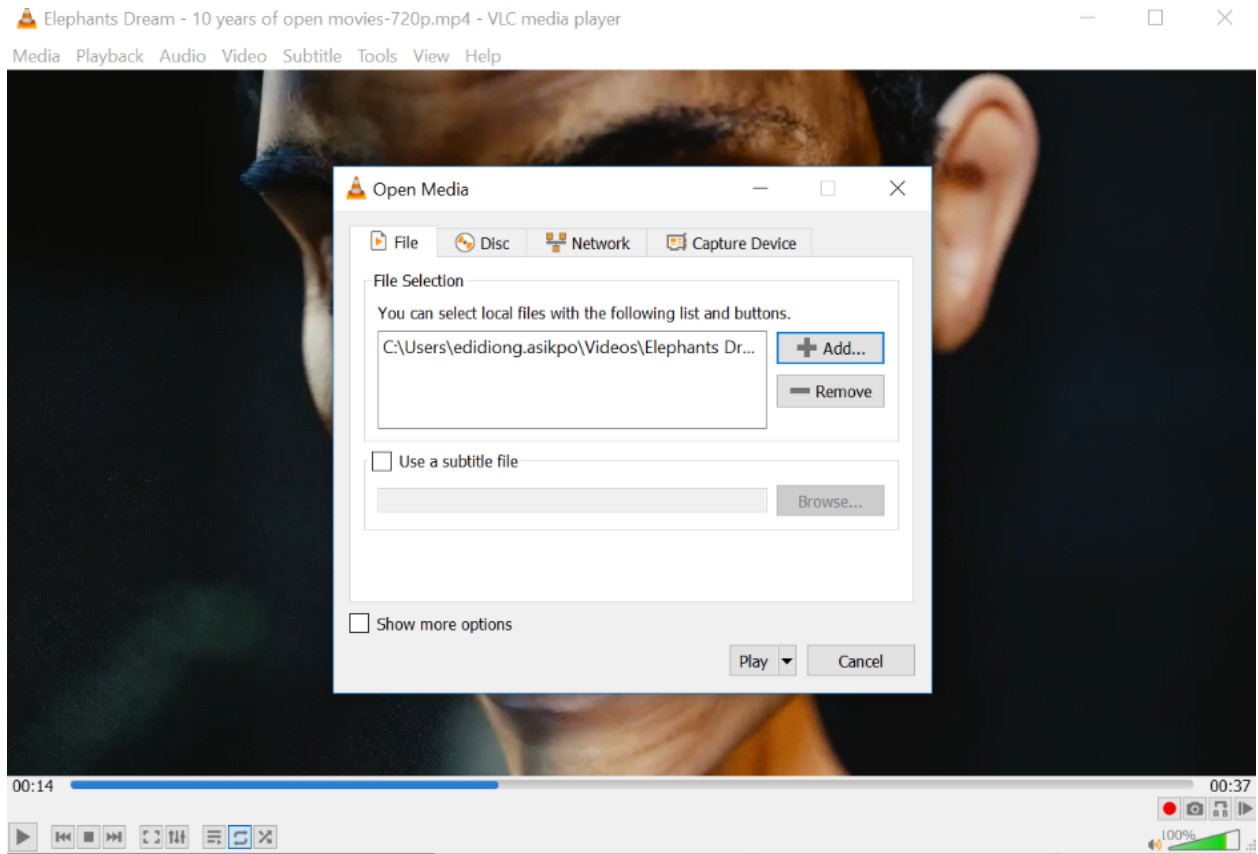 Elephants Dream - 10 years of open movies-720p.mp4 - VLC media player
Media Playback Audio Video Subtitle Tools View Help
Open Media
File Disc Network Capture Device
File Selection
You can select local files with the following list and buttons.
C:\Users\edidiong.asikpo\Videos\Elephants Dr...
Add...
Remove
Use a subtitle file
Browse...
Show more options
Play Cancel
00:14 00:37
100%